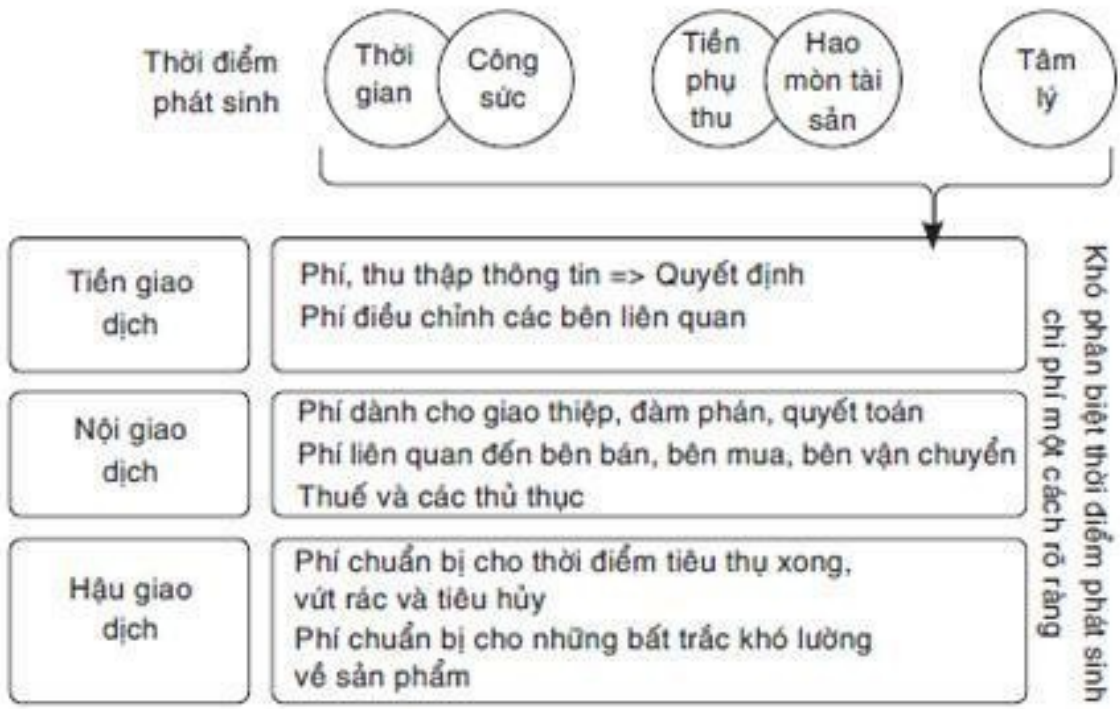 Thời điểm
phát sinh
Thời
gian
Công
sức
Tiền
phụ
thu
Hao
mòn tài
sản
Tâm
lý
Tiền giao
dịch
Phí, thu thập thông tin => Quyết định
Phí điều chỉnh các bên liên quan
Nội giao
dịch
Phí dành cho giao thiệp, đàm phán, quyết toán
Phí liên quan đến bên bán, bên mua, bên vận chuyển
Thuế và các thủ thục
Hậu giao
dịch
Phí chuẩn bị cho thời điểm tiêu thụ xong,
vứt rác và tiêu hủy
Phí chuẩn bị cho những bất trắc khó lường
về sản phẩm
Khó phân biệt thời điểm phát sinh
chi phí một cách rõ ràng